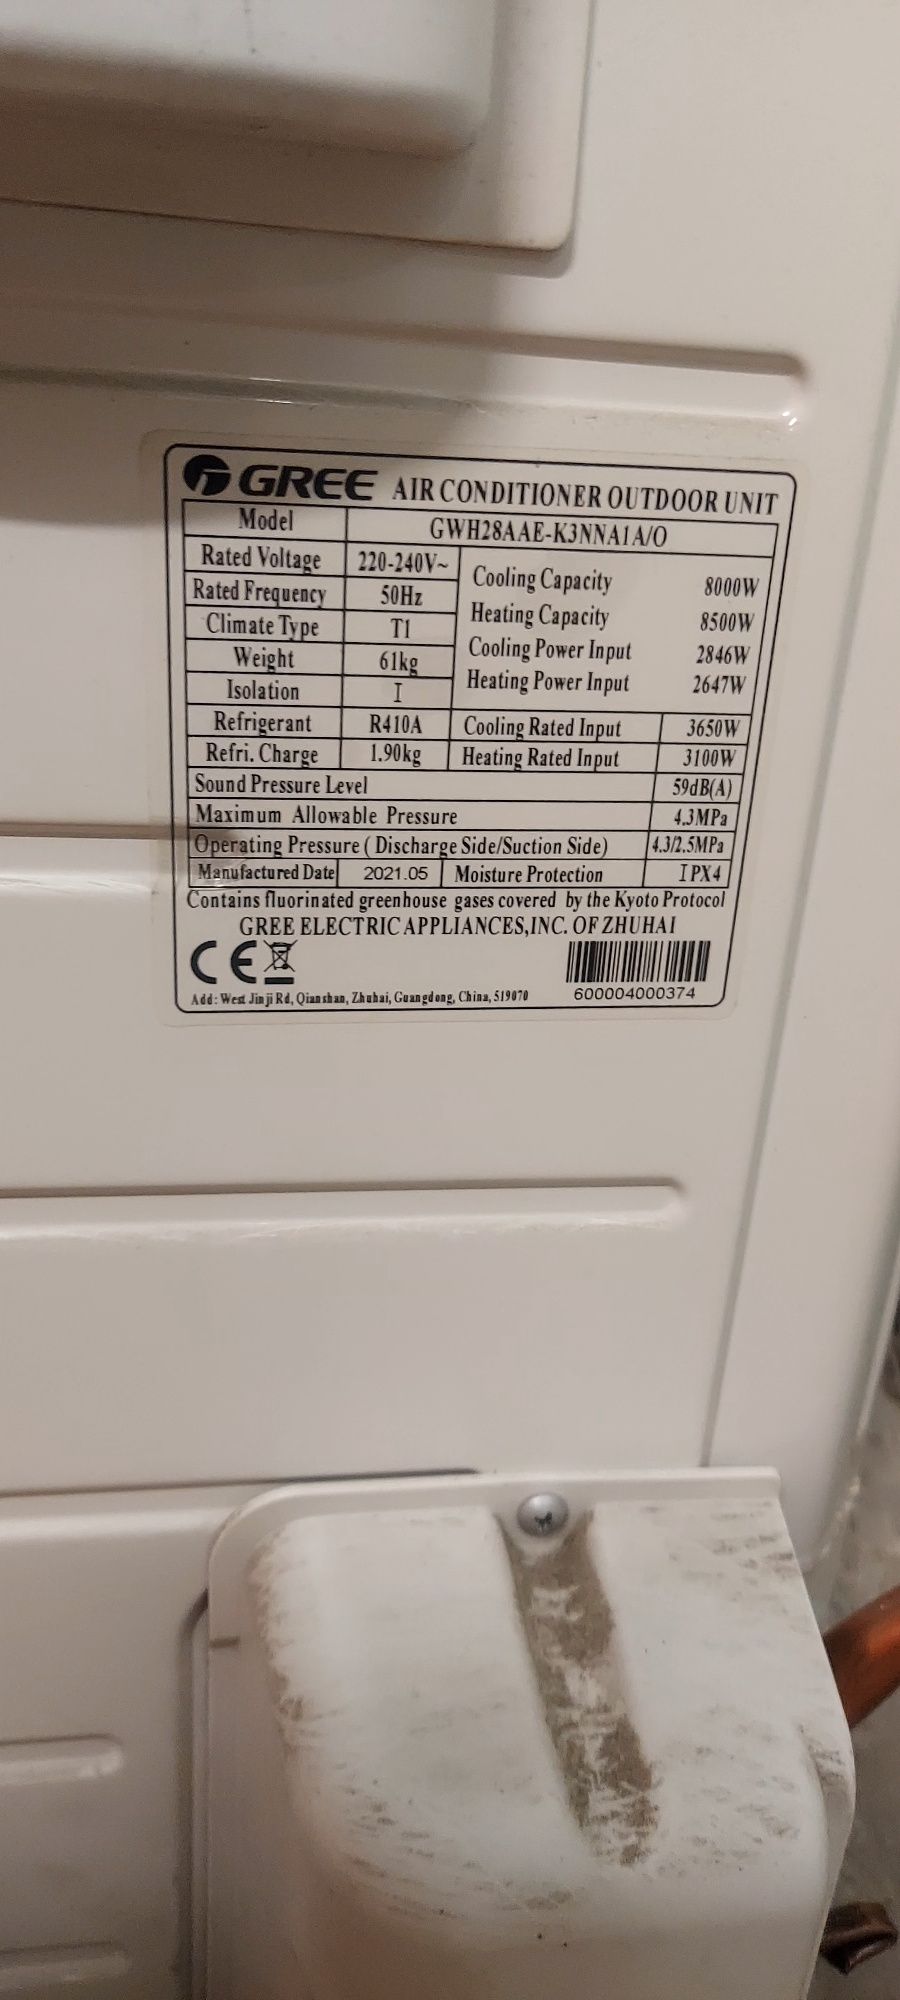 GREE AIR CONDITIONER OUTDOOR UNIT
Model GWH28AAE-K3NNA1A/O
Rated Voltage 220-240V~
Rated Frequency 50Hz
Climate Type T1
Weight 61kg
Isolation I
Cooling Capacity 8000W
Heating Capacity 8500W
Cooling Power Input 2846W
Heating Power Input 2647W
Refrigerant R410A Cooling Rated Input 3650W
Refri. Charge 1.90kg Heating Rated Input 3100W
Sound Pressure Level 59dB(A)
Maximum Allowable Pressure 4.3MPa
Operating Pressure ( Discharge Side/Suction Side) 4.3/2.5MPa
Manufactured Date 2021.05 Moisture Protection IPX4
Contains fluorinated greenhouse gases covered by the Kyoto Protocol
GREE ELECTRIC APPLIANCES,INC. OF ZHUHAI
CE
Add: West Jinji Rd, Qianshan, Zhuhai, Guangdong, China, 519070
600004000374